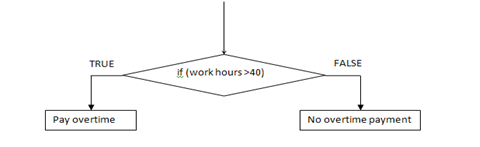 TRUE
FALSE
if (work hours >40)
Pay overtime
No overtime payment